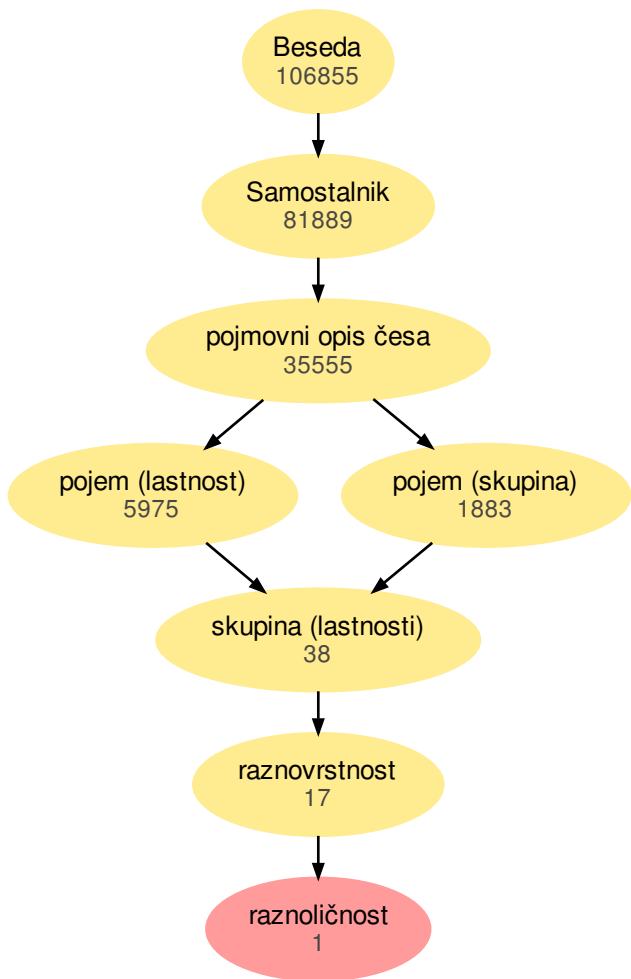 Beseda
106855
Samostalnik
81889
pojmovni opis česa
35555
pojem (lastnost)
5975
pojem (skupina)
1883
skupina (lastnosti)
38
raznovrstnost
17
raznoličnost
1